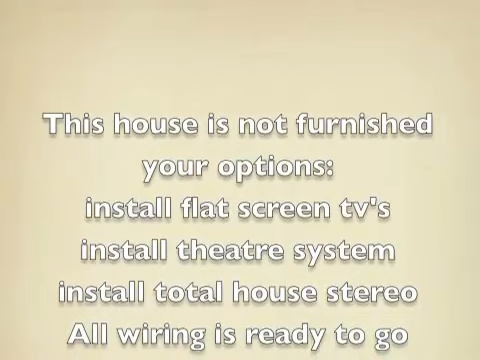 This house is not furnished
your options:
install flat screen tv's
install theatre system
install total house stereo
All wiring is ready to go